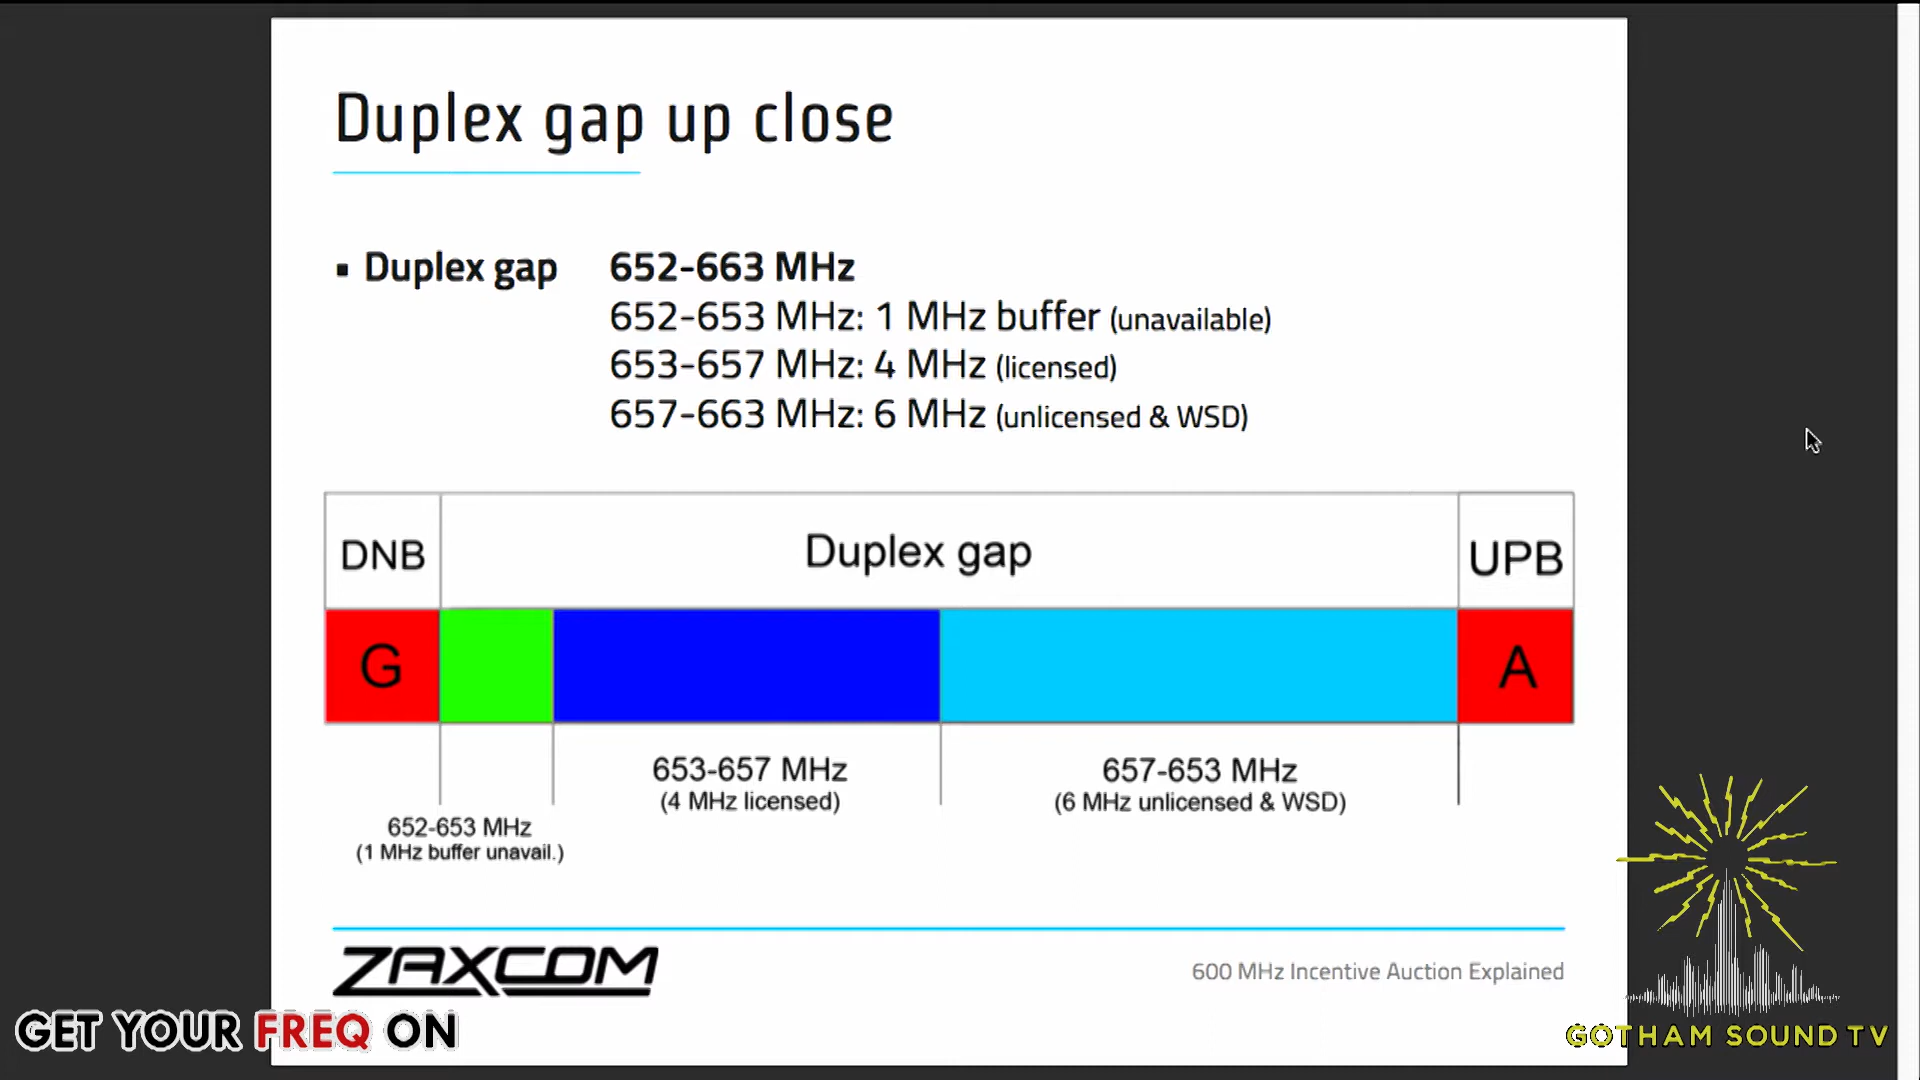 Duplex gap up close
▪ Duplex gap 652-663 MHz
652-653 MHz: 1 MHz buffer (unavailable)
653-657 MHz: 4 MHz (licensed)
657-663 MHz: 6 MHz (unlicensed & WSD)
DNB Duplex gap UPB
G A
653-657 MHz 657-653 MHz
(4 MHz licensed) (6 MHz unlicensed & WSD)
652-653 MHz
(1 MHz buffer unavail.)
ZAXCOM 600 MHz Incentive Auction Explained
GET YOUR FREQ ON GOTHAM SOUND TV